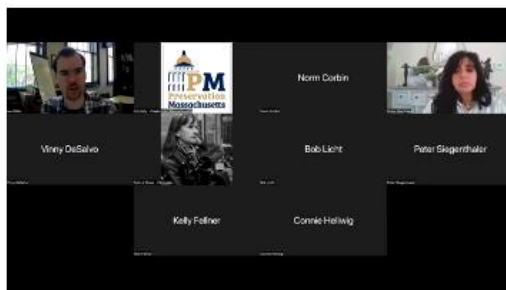 PM
Preservation
Massachusetts
Norm Corbin
Vinny DeSalvo
Bob Licht
Peter Siegenthaler
Kelly Fellner
Connie Hellwig